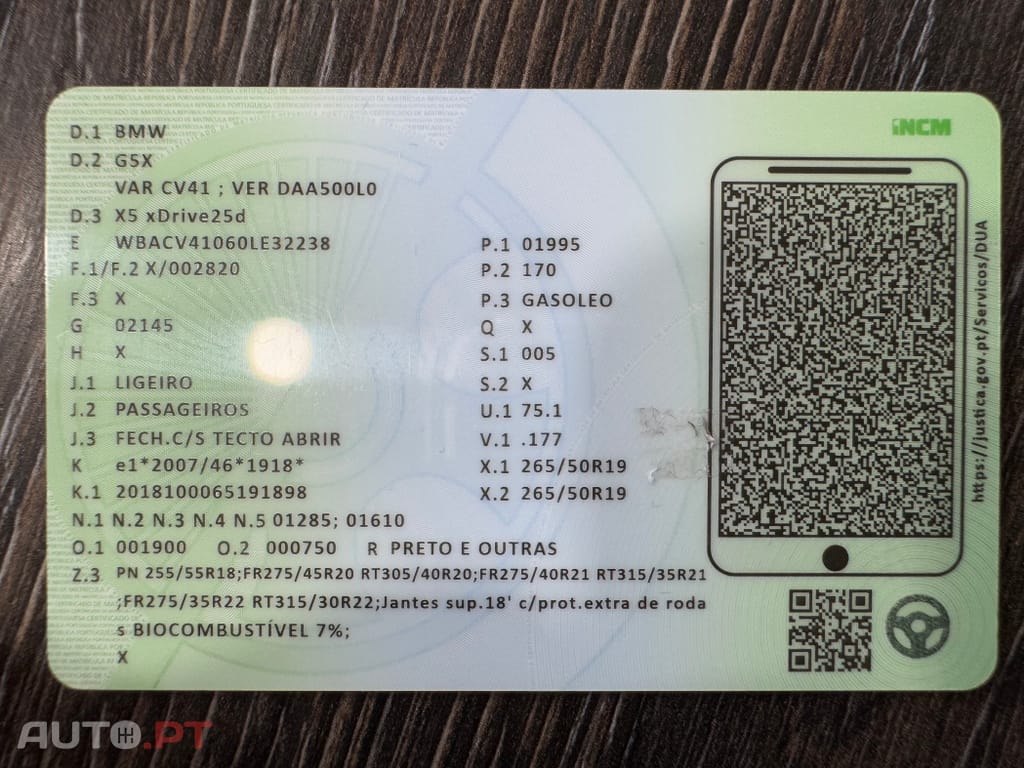 CERTIFICADO DE MATRÍCULA REPÚBLICA PORTUGUESA
INCM
D.1 BMW
D.2 G5X
VAR CV41 ; VER DAA500L0
D.3 X5 xDrive25d
E WBACV41060LE32238
P.1 01995
F.1/F.2 X/002820
P.2 170
F.3 X
P.3 GASOLEO
G 02145
Q X
H X
S.1 005
J.1 LIGEIRO
S.2 X
J.2 PASSAGEIROS
U.1 75.1
J.3 FECH.C/S TECTO ABRIR
V.1 .177
K e1*2007/46*1918*
X.1 265/50R19
K.1 2018100065191898
X.2 265/50R19
N.1 N.2 N.3 N.4 N.5 01285; 01610
O.1 001900 O.2 000750 R PRETO E OUTRAS
Z.3 PN 255/55R18;FR275/45R20 RT305/40R20;FR275/40R21 RT315/35R21
;FR275/35R22 RT315/30R22;Jantes sup.18' c/prot.extra de roda
s BIOCOMBUSTÍVEL 7%;
X
https://justica.gov.pt/Servicos/DUA
AUTO.PT